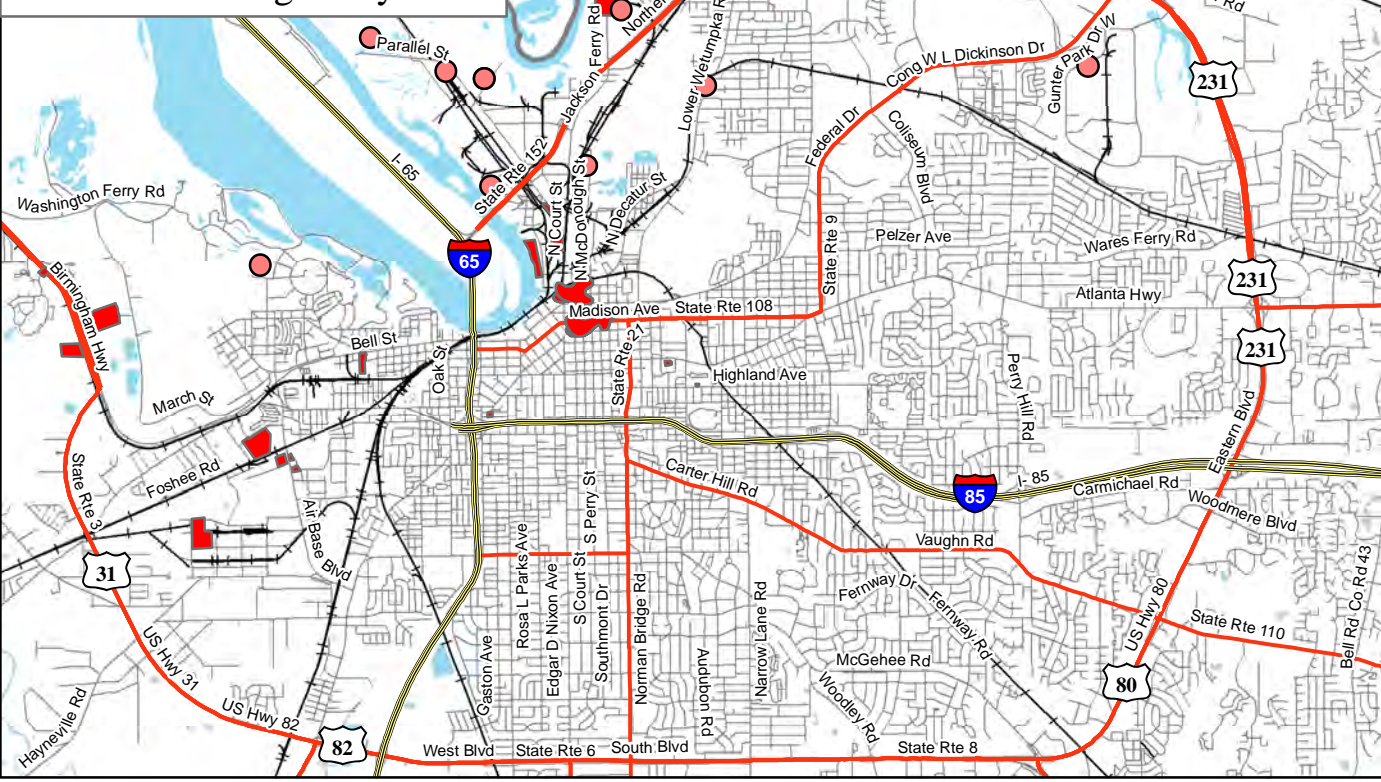 Parallel St
Jackson Ferry Rd
Northern
Lower Wetumpka R
Cong W L Dickinson Dr
Gunter Park Dr W
Rd
231
I- 65
State Rte 152
Federal Dr
Coliseum Blvd
Washington Ferry Rd
N Court St
N McDonough St
N Decatur St
65
State Rte 9
Pelzer Ave
Wares Ferry Rd
231
Birmingham Hwy
Madison Ave
State Rte 108
Atlanta Hwy
231
Bell St
Oak St
State Rte 21
Highland Ave
Perry Hill Rd
March St
Eastern Blvd
Foshee Rd
State Rte 3
Carter Hill Rd
85
I- 85
Carmichael Rd
Woodmere Blvd
Air Base Blvd
S Perry St
Rosa L Parks Ave
Vaughn Rd
31
Edgar D Nixon Ave
S Court St
Southmont Dr
Norman Bridge Rd
Narrow Lane Rd
Fernway Dr
Fernway Rd
US Hwy 80
State Rte 110
Bell Rd Co Rd 43
US Hwy 31
Gaston Ave
Audubon Rd
McGehee Rd
Woodley Rd
80
Hayneville Rd
US Hwy 82
82
West Blvd
State Rte 6
South Blvd
State Rte 8